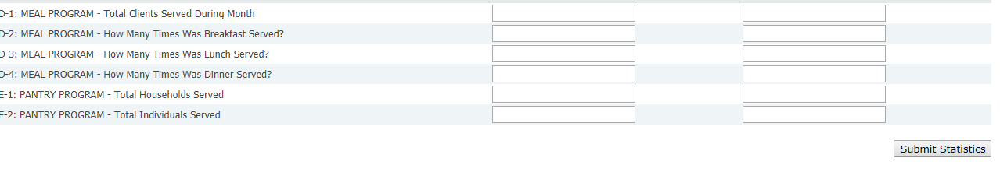 D-1: MEAL PROGRAM - Total Clients Served During Month
D-2: MEAL PROGRAM - How Many Times Was Breakfast Served?
D-3: MEAL PROGRAM - How Many Times Was Lunch Served?
D-4: MEAL PROGRAM - How Many Times Was Dinner Served?
E-1: PANTRY PROGRAM - Total Households Served
E-2: PANTRY PROGRAM - Total Individuals Served
Submit Statistics